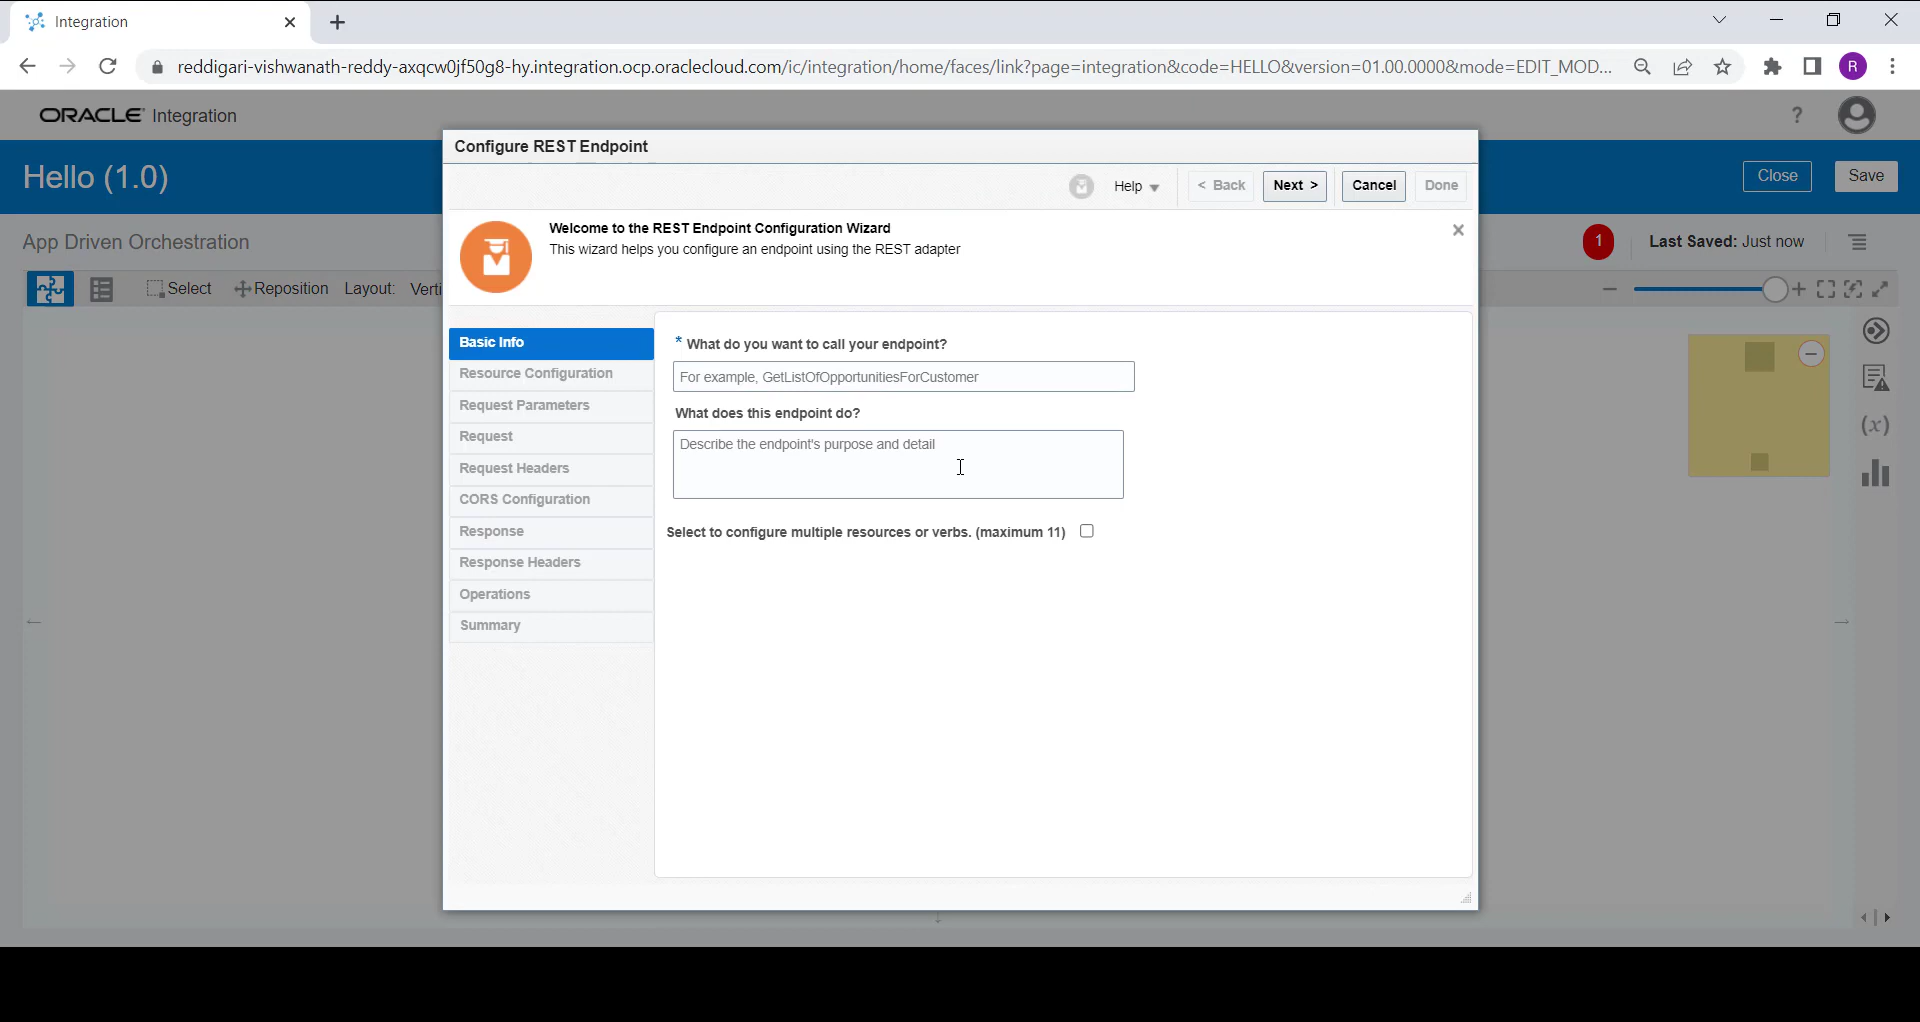 Integration
reddigari-vishwanath-reddy-axqcw0jf50g8-hy.integration.ocp.oraclecloud.com/ic/integration/home/faces/link?page=integration&code=HELLO&version=01.00.0000&mode=EDIT_MOD...
R
ORACLE Integration
?
Configure REST Endpoint
Hello (1.0)
Help
< Back
Next >
Cancel
Done
Close
Save
Welcome to the REST Endpoint Configuration Wizard
This wizard helps you configure an endpoint using the REST adapter
App Driven Orchestration
1
Last Saved: Just now
Select
Reposition
Layout:
Verti
Basic Info
Resource Configuration
Request Parameters
Request
Request Headers
CORS Configuration
Response
Response Headers
Operations
Summary
* What do you want to call your endpoint?
For example, GetListOfOpportunitiesForCustomer
What does this endpoint do?
Describe the endpoint's purpose and detail
Select to configure multiple resources or verbs. (maximum 11)
(x)